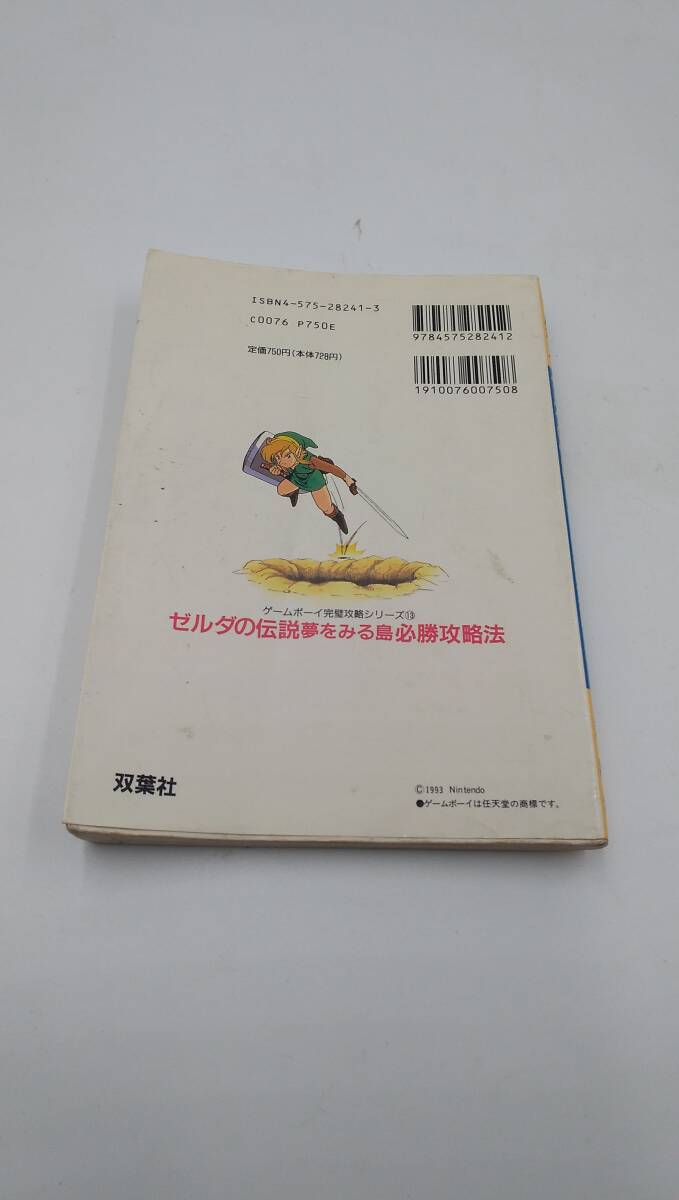 ISBN4-575-28241-3
C0076 P750E
定価750円(本体728円)
9784575282412
1910076007508
ゲームボーイ完璧攻略シリーズ⑬
ゼルダの伝説夢をみる島必勝攻略法
双葉社
©1993 Nintendo
●ゲームボーイは任天堂の商標です。